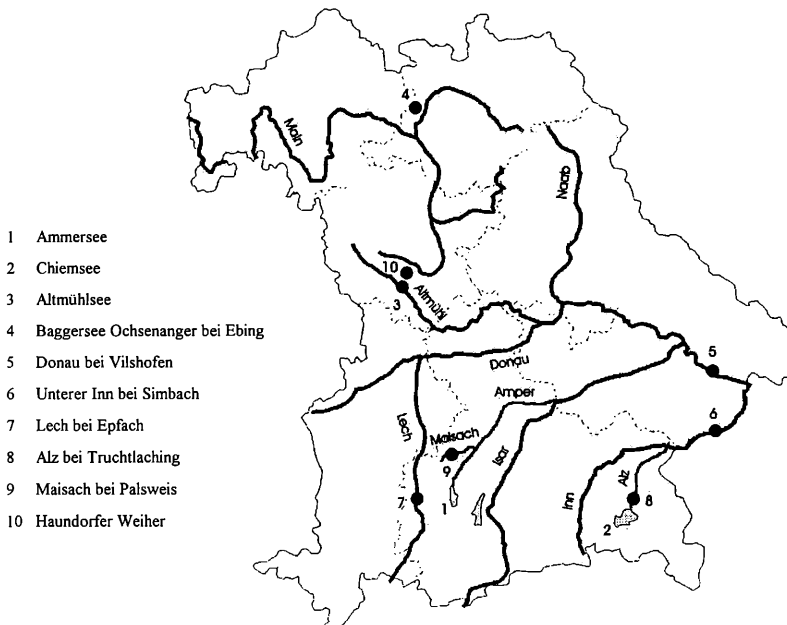 1 Ammersee
2 Chiemsee
3 Altmühlsee
4 Baggersee Ochsenanger bei Ebing
5 Donau bei Vilshofen
6 Unterer Inn bei Simbach
7 Lech bei Epfach
8 Alz bei Truchtlaching
9 Maisach bei Palsweis
10 Haundorfer Weiher
4
Main
Naab
10
3
Altmühl
5
Donau
Amper
6
Lech
Maisach
9
Isar
Inn
Alz
7
1
8
2